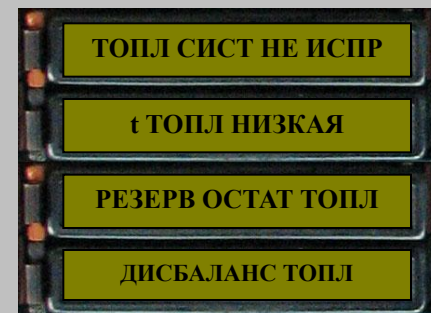 ТОПЛ СИСТ НЕ ИСПР
t ТОПЛ НИЗКАЯ
РЕЗЕРВ ОСТАТ ТОПЛ
ДИСБАЛАНС ТОПЛ